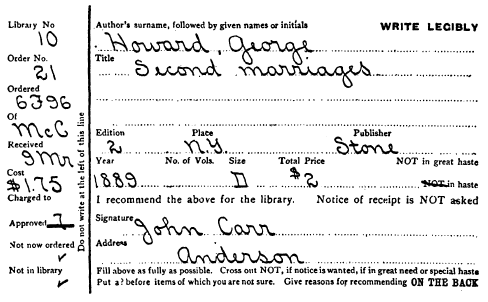 Library No
10
Order No.
21
Ordered
6396
Of
McC
Received
9 Mr
Cost
$1.75
Charged to
Approved 7
Not now ordered
✓
Not in library
✓
Do not write at the left of this line
Author's surname, followed by given names or initials WRITE LEGIBLY
Howard, George
Title
Second marriages
Edition Place Publisher
2 N.Y. Stone
Year No. of Vols. Size Total Price NOT in great haste
1889 D $2 NOT in haste
I recommend the above for the library. Notice of receipt is NOT asked
Signature John Carr
Address
Anderson
Fill above as fully as possible. Cross out NOT, if notice is wanted, if in great need or special haste
Put a ? before items of which you are not sure. Give reasons for recommending ON THE BACK